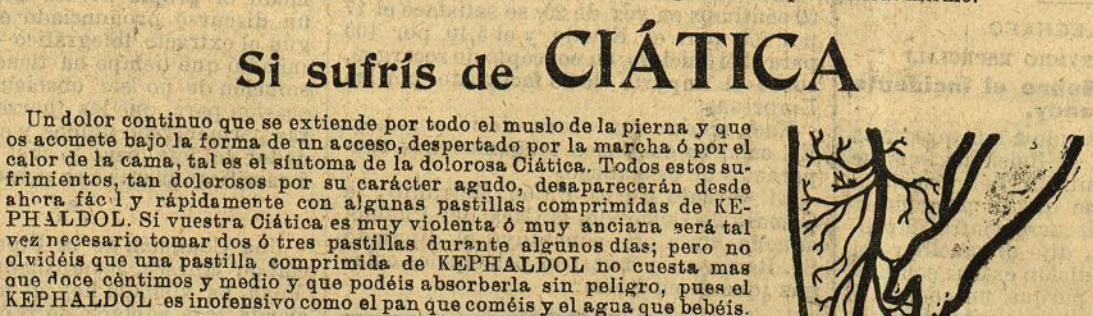 Si sufrís de CIÁTICA
Un dolor continuo que se extiende por todo el muslo de la pierna y que
os acomete bajo la forma de un acceso, despertado por la marcha ó por el
calor de la cama, tal es el síntoma de la dolorosa Ciática. Todos estos su-
frimientos, tan dolorosos por su carácter agudo, desaparecerán desde
ahora fácil y rápidamente con algunas pastillas comprimidas de KE-
PHALDOL. Si vuestra Ciática es muy violenta ó muy anciana será tal
vez necesario tomar dos ó tres pastillas durante algunos días; pero no
olvidéis que una pastilla comprimida de KEPHALDOL no cuesta mas
que doce cèntimos y medio y que podéis absorberla sin peligro, pues el
KEPHALDOL es inofensivo como el pan que coméis y el agua que bebéis.